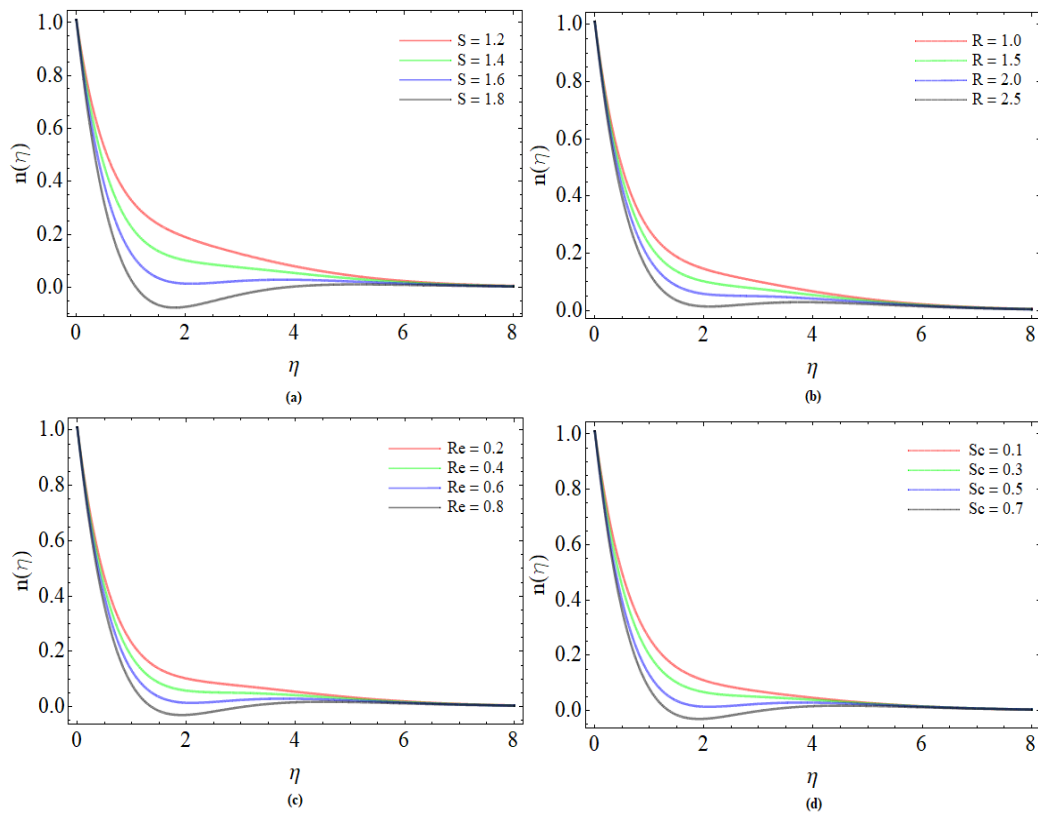 S = 1.2
S = 1.4
S = 1.6
S = 1.8
1.0
0.8
0.6
0.4
0.2
0.0
n(η)
0
2
4
6
8
η
(a)
R = 1.0
R = 1.5
R = 2.0
R = 2.5
1.0
0.8
0.6
0.4
0.2
0.0
n(η)
0
2
4
6
8
η
(b)
Re = 0.2
Re = 0.4
Re = 0.6
Re = 0.8
1.0
0.8
0.6
0.4
0.2
0.0
n(η)
0
2
4
6
8
η
(c)
Sc = 0.1
Sc = 0.3
Sc = 0.5
Sc = 0.7
1.0
0.8
0.6
0.4
0.2
0.0
n(η)
0
2
4
6
8
η
(d)